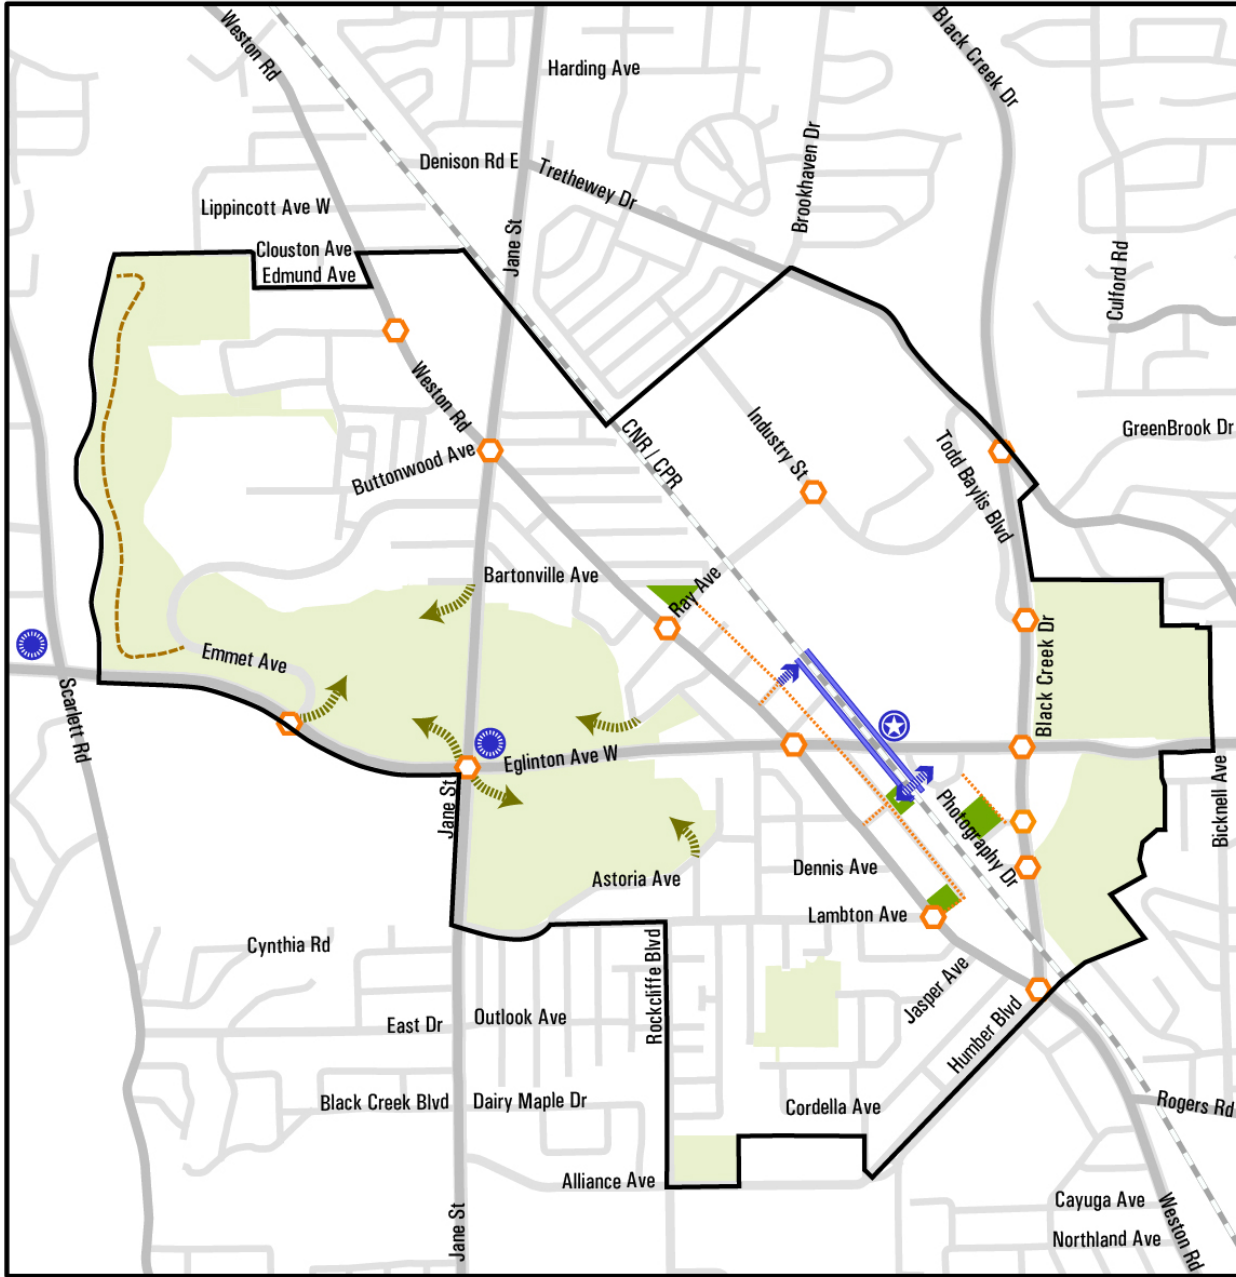 Weston Rd
Black Creek Dr
Harding Ave
Denison Rd E
Trethewey Dr
Brookhaven Dr
Lippincott Ave W
Jane St
Clouston Ave
Edmund Ave
Culford Rd
Weston Rd
Industry St
CNR / CPR
GreenBrook Dr
Todd Baylis Blvd
Buttonwood Ave
Bartonville Ave
Ray Ave
Emmet Ave
Black Creek Dr
Scarlett Rd
Eglinton Ave W
Jane St
Photography Dr
Bicknell Ave
Dennis Ave
Astoria Ave
Lambton Ave
Cynthia Rd
Rockcliffe Blvd
Jasper Ave
East Dr
Outlook Ave
Humber Blvd
Black Creek Blvd
Dairy Maple Dr
Cordella Ave
Rogers Rd
Alliance Ave
Cayuga Ave
Jane St
Weston Rd
Northland Ave